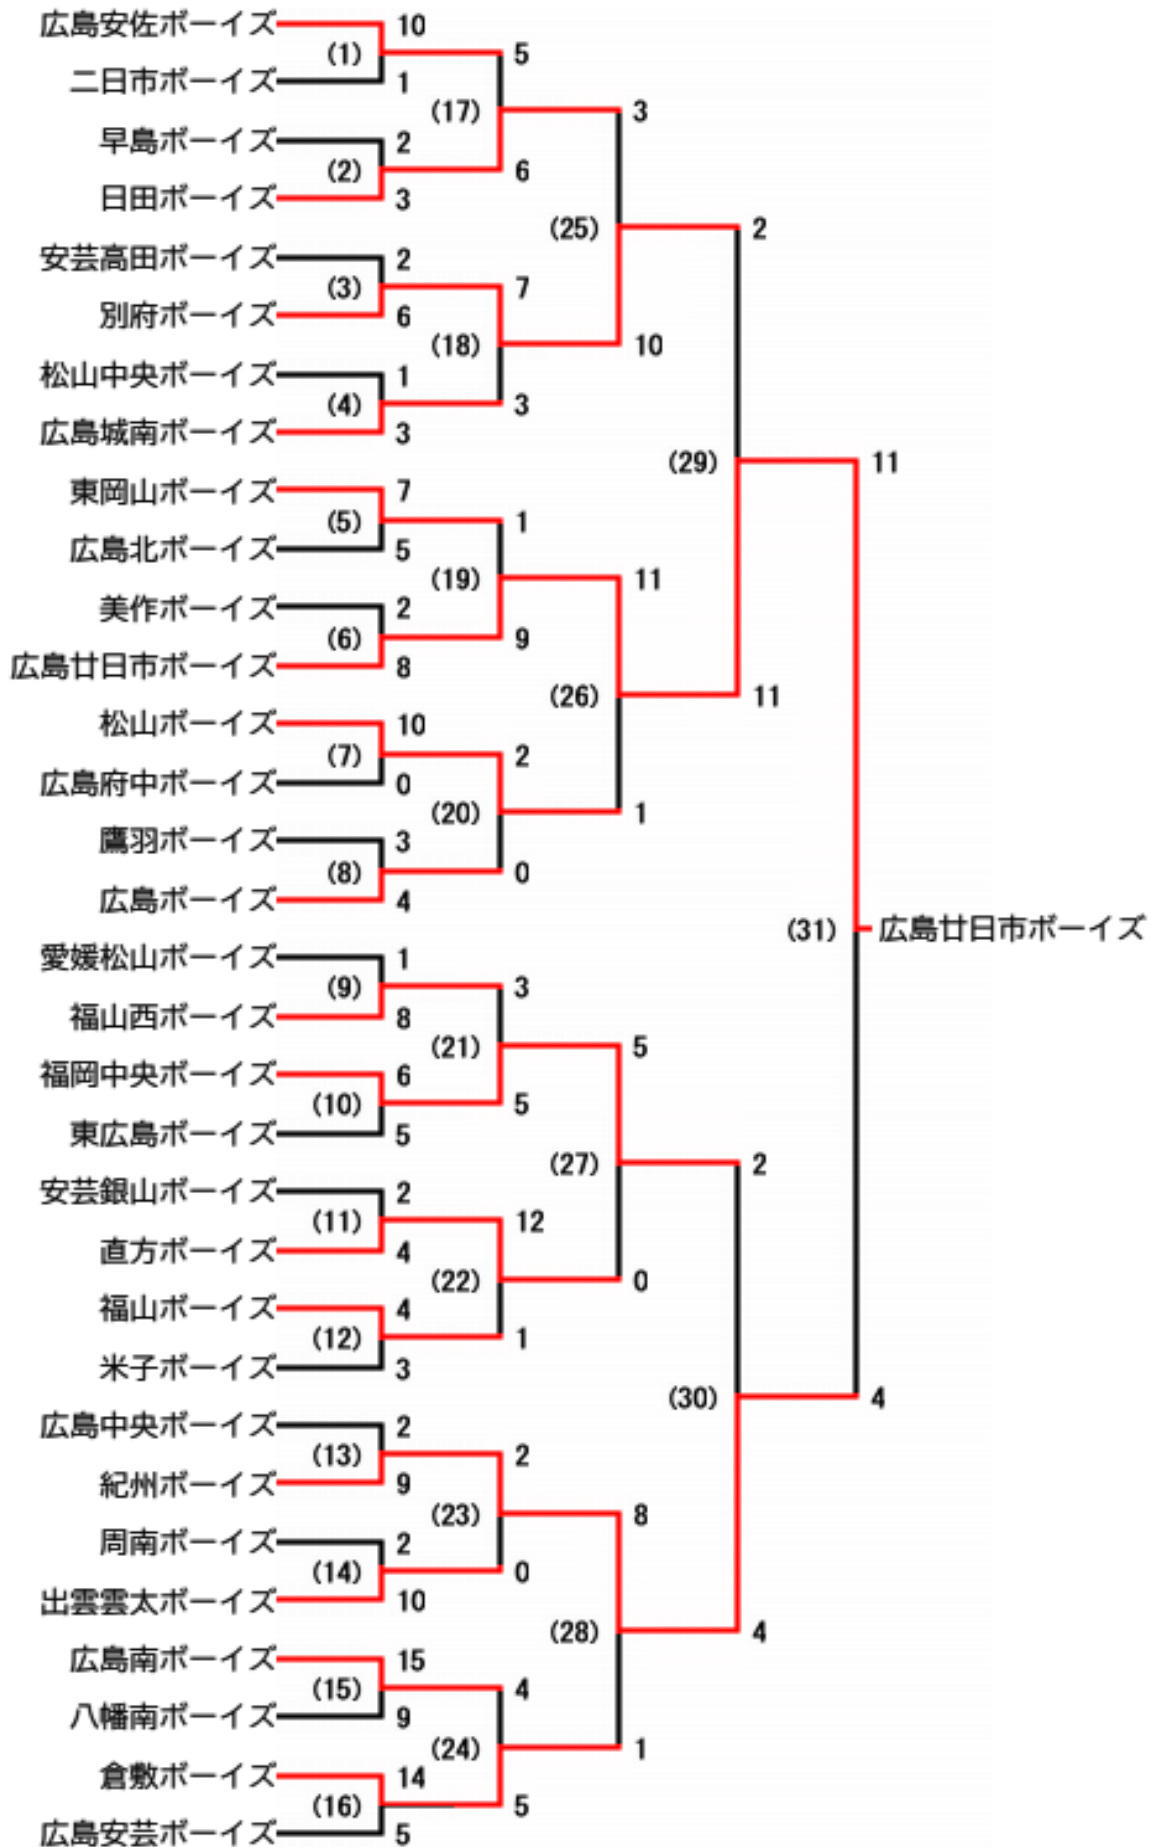 広島安佐ボーイズ 10
(1) 5
二日市ボーイズ 1
(17) 3
早島ボーイズ 2
(2) 6
日田ボーイズ 3
(25) 2
安芸高田ボーイズ 2
(3) 7
別府ボーイズ 6
(18) 10
松山中央ボーイズ 1
(4) 3
広島城南ボーイズ 3
(29) 11
東岡山ボーイズ 7
(5) 1
広島北ボーイズ 5
(19) 11
美作ボーイズ 2
(6) 9
広島廿日市ボーイズ 8
(26) 11
松山ボーイズ 10
(7) 2
広島府中ボーイズ 0
(20) 1
鷹羽ボーイズ 3
(8) 0
広島ボーイズ 4
(31) 広島廿日市ボーイズ
愛媛松山ボーイズ 1
(9) 3
福山西ボーイズ 8
(21) 5
福岡中央ボーイズ 6
(10) 5
東広島ボーイズ 5
(27) 2
安芸銀山ボーイズ 2
(11) 12
直方ボーイズ 4
(22) 0
福山ボーイズ 4
(12) 1
米子ボーイズ 3
(30) 4
広島中央ボーイズ 2
(13) 2
紀州ボーイズ 9
(23) 8
周南ボーイズ 2
(14) 0
出雲雲太ボーイズ 10
(28) 4
広島南ボーイズ 15
(15) 4
八幡南ボーイズ 9
(24) 1
倉敷ボーイズ 14
(16) 5
広島安芸ボーイズ 5